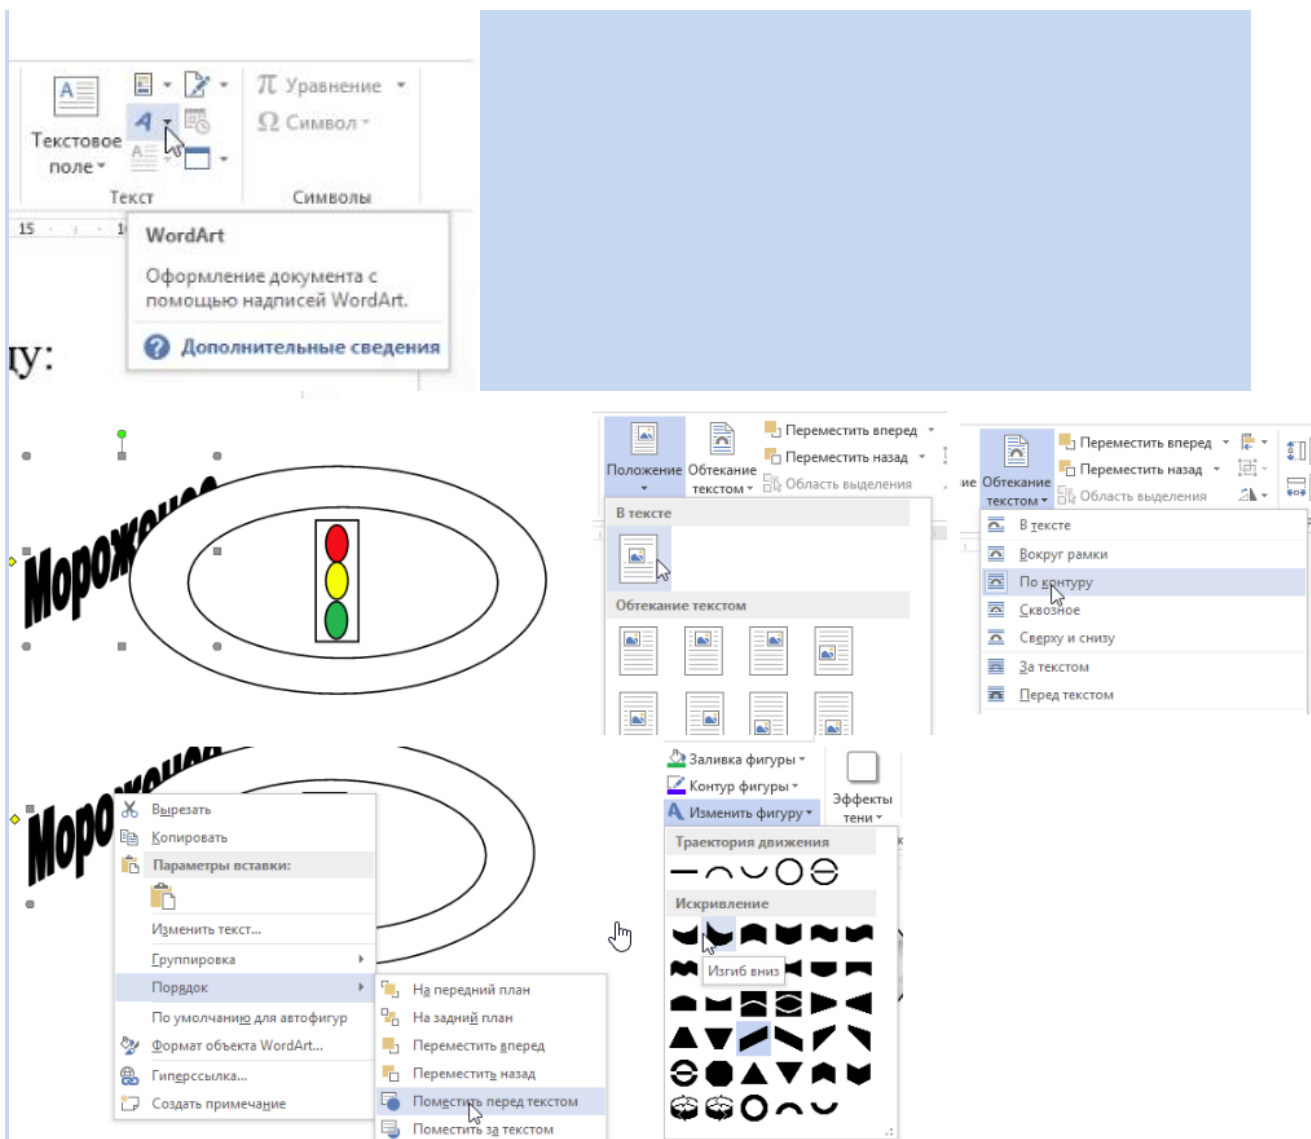 π Уравнение
Ω Символ
Текстовое
поле
Текст
Символы
15
WordArt
Оформление документа с
помощью надписей WordArt.
Дополнительные сведения
ду:
Переместить вперед
Положение
Обтекание
текстом
Переместить назад
Область выделения
В тексте
Обтекание текстом
Переместить вперед
Обтекание
текстом
Переместить назад
Область выделения
В тексте
Вокруг рамки
По контуру
Сквозное
Сверху и снизу
За текстом
Перед текстом
Мороженое
Вырезать
Копировать
Параметры вставки:
Изменить текст...
Группировка
Порядок
По умолчанию для автофигур
Формат объекта WordArt...
Гиперссылка...
Создать примечание
На передний план
На задний план
Переместить вперед
Переместить назад
Поместить перед текстом
Поместить за текстом
Заливка фигуры
Контур фигуры
Изменить фигуру
Эффекты
тени
Траектория движения
Искривление
Изгиб вниз